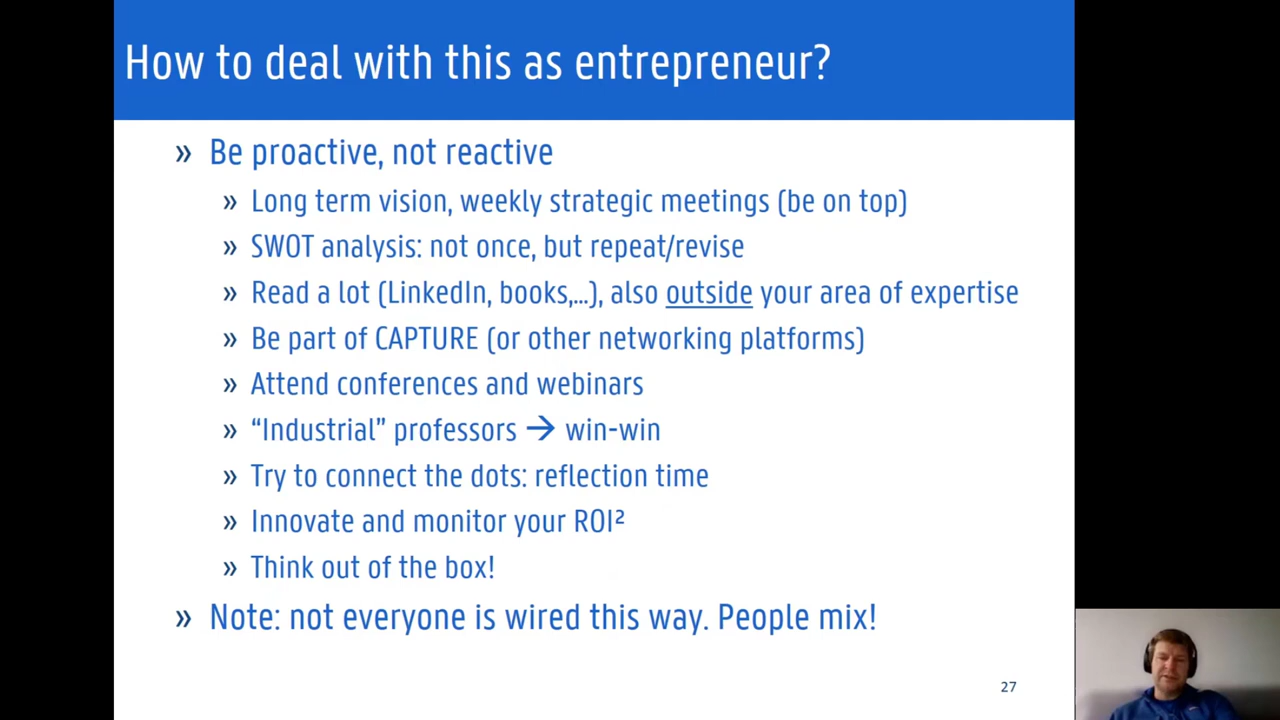 How to deal with this as entrepreneur?
» Be proactive, not reactive
» Long term vision, weekly strategic meetings (be on top)
» SWOT analysis: not once, but repeat/revise
» Read a lot (LinkedIn, books,...), also outside your area of expertise
» Be part of CAPTURE (or other networking platforms)
» Attend conferences and webinars
» “Industrial” professors → win-win
» Try to connect the dots: reflection time
» Innovate and monitor your ROI²
» Think out of the box!
» Note: not everyone is wired this way. People mix!
27